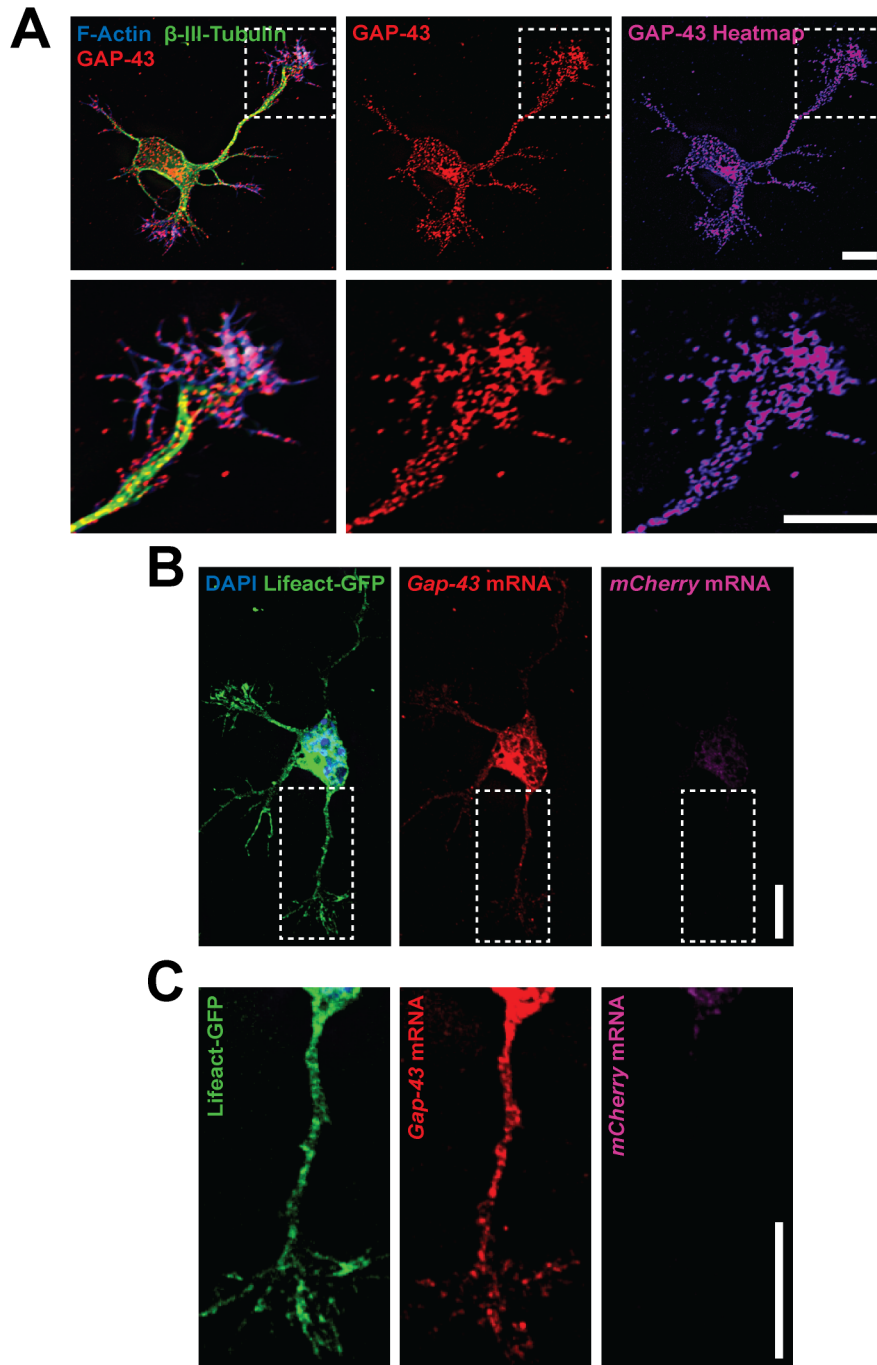 A
F-Actin β-III-Tubulin
GAP-43
GAP-43
GAP-43 Heatmap
B
DAPI Lifeact-GFP
Gap-43 mRNA
mCherry mRNA
C
Lifeact-GFP
Gap-43 mRNA
mCherry mRNA